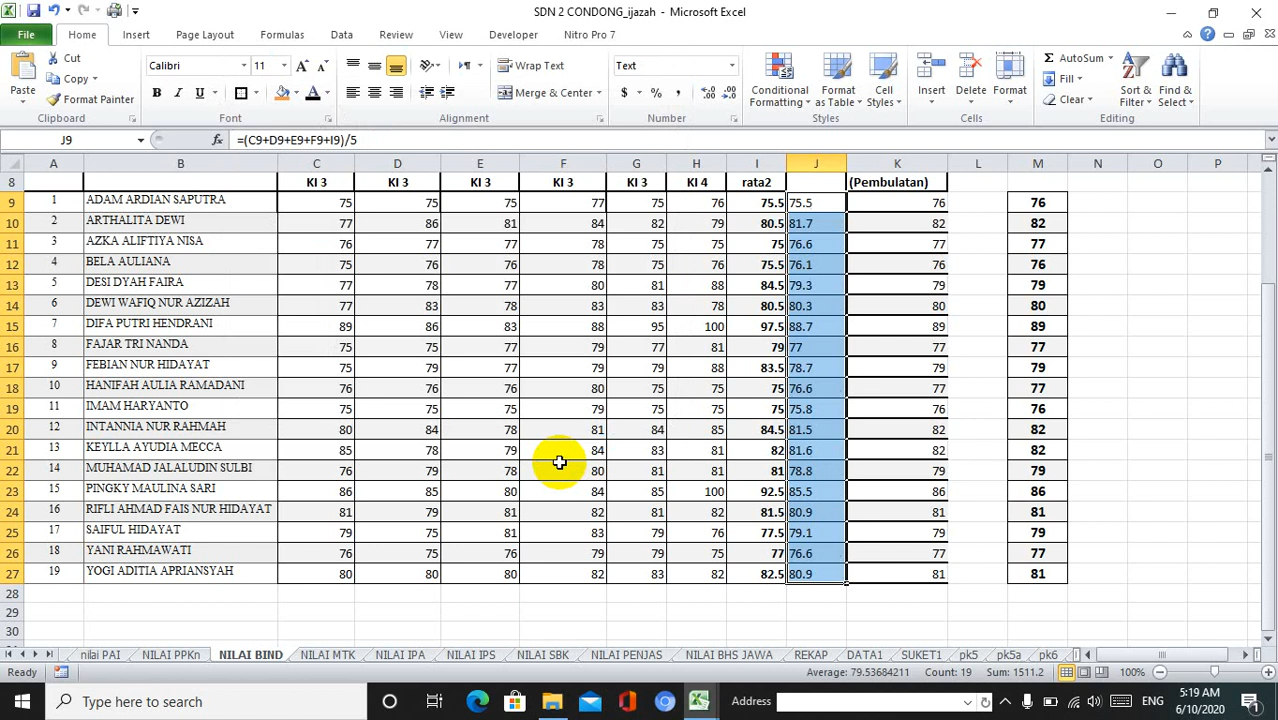 SDN 2 CONDONG_ijazah - Microsoft Excel
File Home Insert Page Layout Formulas Data Review View Developer Nitro Pro 7
Cut Calibri 11 Wrap Text Text AutoSum
Copy Fill
Paste Format Painter B I U Merge & Center $ % , Conditional Formatting Format as Table Cell Styles Insert Delete Format Clear Sort & Filter Find & Select
Clipboard Font Alignment Number Styles Cells Editing
J9 fx =(C9+D9+E9+F9+I9)/5
A B C D E F G H I J K L M N O P
8 KI 3 KI 3 KI 3 KI 3 KI 3 KI 4 rata2 (Pembulatan)
9 1 ADAM ARDIAN SAPUTRA 75 75 75 77 75 76 75.5 75.5 76 76
10 2 ARTHALITA DEWI 77 86 81 84 82 79 80.5 81.7 82 82
11 3 AZKA ALIFTIYA NISA 76 77 77 78 75 75 75 76.6 77 77
12 4 BELA AULIANA 75 76 76 78 75 76 75.5 76.1 76 76
13 5 DESI DYAH FAIRA 77 78 77 80 81 88 84.5 79.3 79 79
14 6 DEWI WAFIQ NUR AZIZAH 77 83 78 83 83 78 80.5 80.3 80 80
15 7 DIFA PUTRI HENDRANI 89 86 83 88 95 100 97.5 88.7 89 89
16 8 FAJAR TRI NANDA 75 75 77 79 77 81 79 77 77 77
17 9 FEBIAN NUR HIDAYAT 75 79 77 79 79 88 83.5 78.7 79 79
18 10 HANIFAH AULIA RAMADANI 76 76 76 80 75 75 75 76.6 77 77
19 11 IMAM HARYANTO 75 75 75 79 75 75 75 75.8 76 76
20 12 INTANNIA NUR RAHMAH 80 84 78 81 84 85 84.5 81.5 82 82
21 13 KEYLLA AYUDIA MECCA 85 78 79 84 83 81 82 81.6 82 82
22 14 MUHAMAD JALALUDIN SULBI 76 79 78 80 81 81 81 78.8 79 79
23 15 PINGKY MAULINA SARI 86 85 80 84 85 100 92.5 85.5 86 86
24 16 RIFLI AHMAD FAIS NUR HIDAYAT 81 79 81 82 81 82 81.5 80.9 81 81
25 17 SAIFUL HIDAYAT 79 75 81 83 79 76 77.5 79.1 79 79
26 18 YANI RAHMAWATI 76 75 76 79 79 75 77 76.6 77 77
27 19 YOGI ADITIA APRIANSYAH 80 80 80 82 83 82 82.5 80.9 81 81
28
29
30
nilai PAI NILAI PPKn NILAI BIND NILAI MTK NILAI IPA NILAI IPS NILAI SBK NILAI PENJAS NILAI BHS JAWA REKAP DATA1 SUKET1 pk5 pk5a pk6
Ready Average: 79.53684211 Count: 19 Sum: 1511.2 100%
Type here to search Address 5:19 AM
6/10/2020